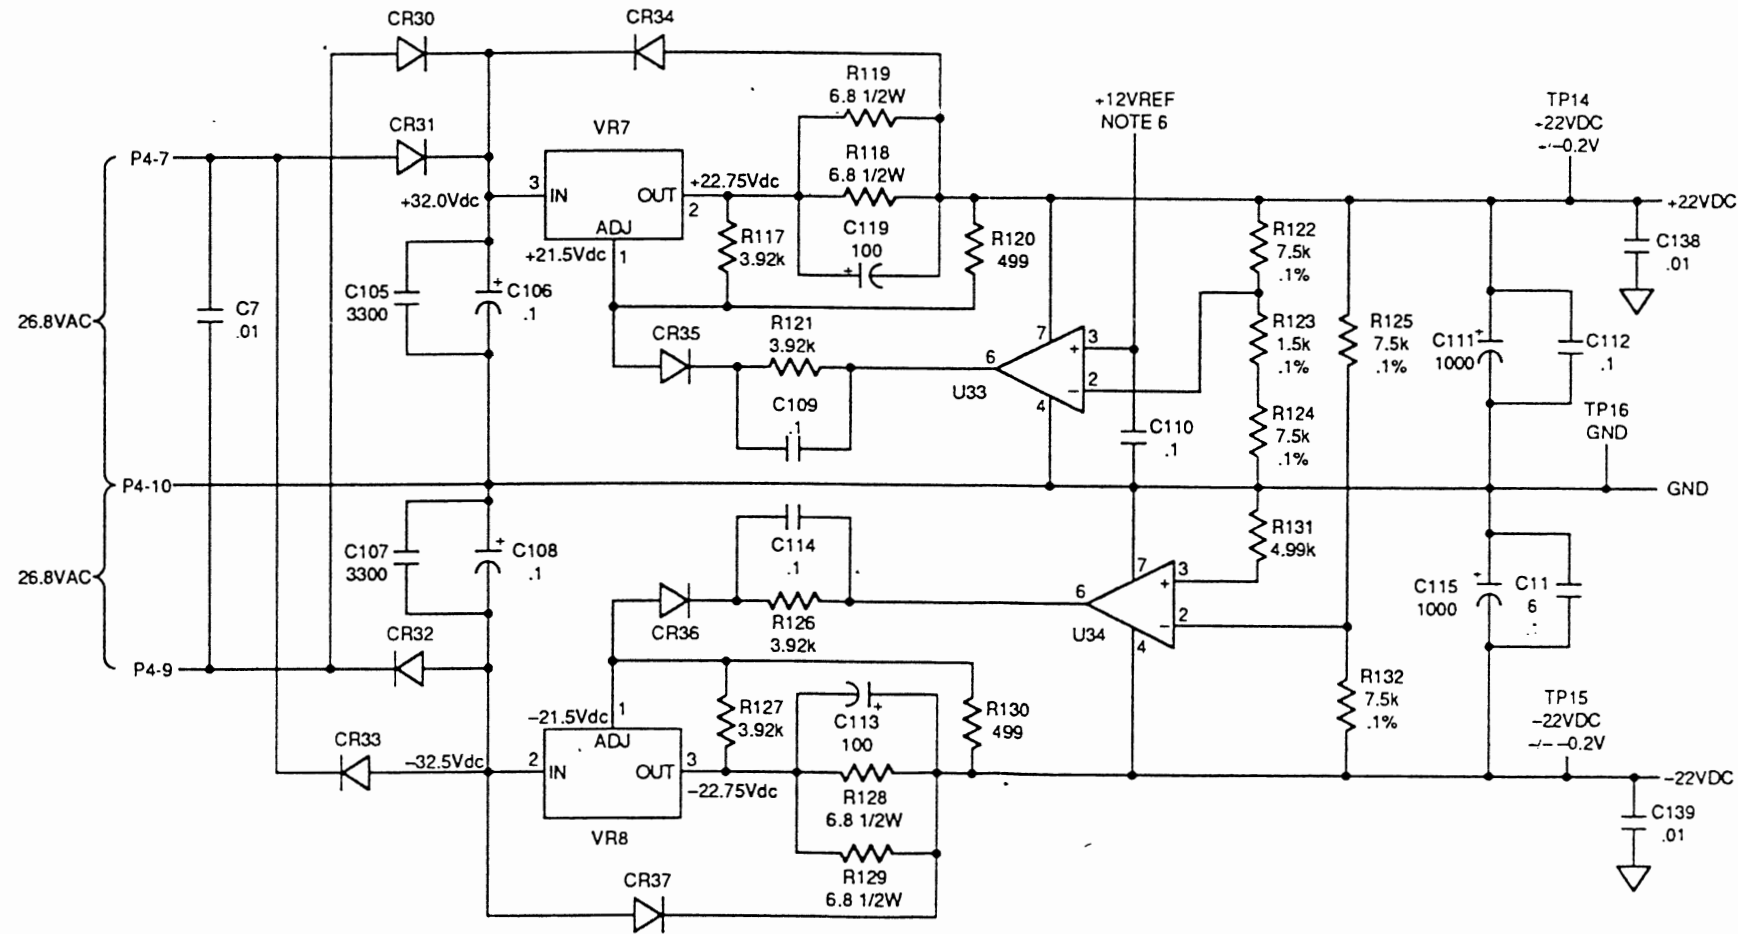 CR30
CR34
R119
6.8 1/2W
+12VREF
NOTE 6
TP14
+22VDC
+/-0.2V
CR31
VR7
R118
6.8 1/2W
P4-7
3
IN
OUT
+22.75Vdc
2
+32.0Vdc
ADJ
+21.5Vdc
1
R117
3.92k
C119
100
+
R120
499
R122
7.5k
.1%
+22VDC
C138
.01
C105
3300
+
C106
.1
C7
.01
26.8VAC
CR35
R121
3.92k
C109
.1
7
6
3
+
2
−
4
U33
R123
1.5k
.1%
R125
7.5k
.1%
+
C111
1000
C112
.1
R124
7.5k
.1%
C110
.1
TP16
GND
P4-10
GND
C107
3300
+
C108
.1
C114
.1
R131
4.99k
26.8VAC
CR36
R126
3.92k
7
6
3
+
2
−
4
U34
+
C115
1000
C11
6
CR32
P4-9
R127
3.92k
C113
100
+
R130
499
R132
7.5k
.1%
TP15
−22VDC
−0.2V
−21.5Vdc
1
ADJ
CR33
−32.5Vdc
2
IN
OUT
3
−22.75Vdc
R128
6.8 1/2W
−22VDC
C139
.01
VR8
R129
6.8 1/2W
CR37